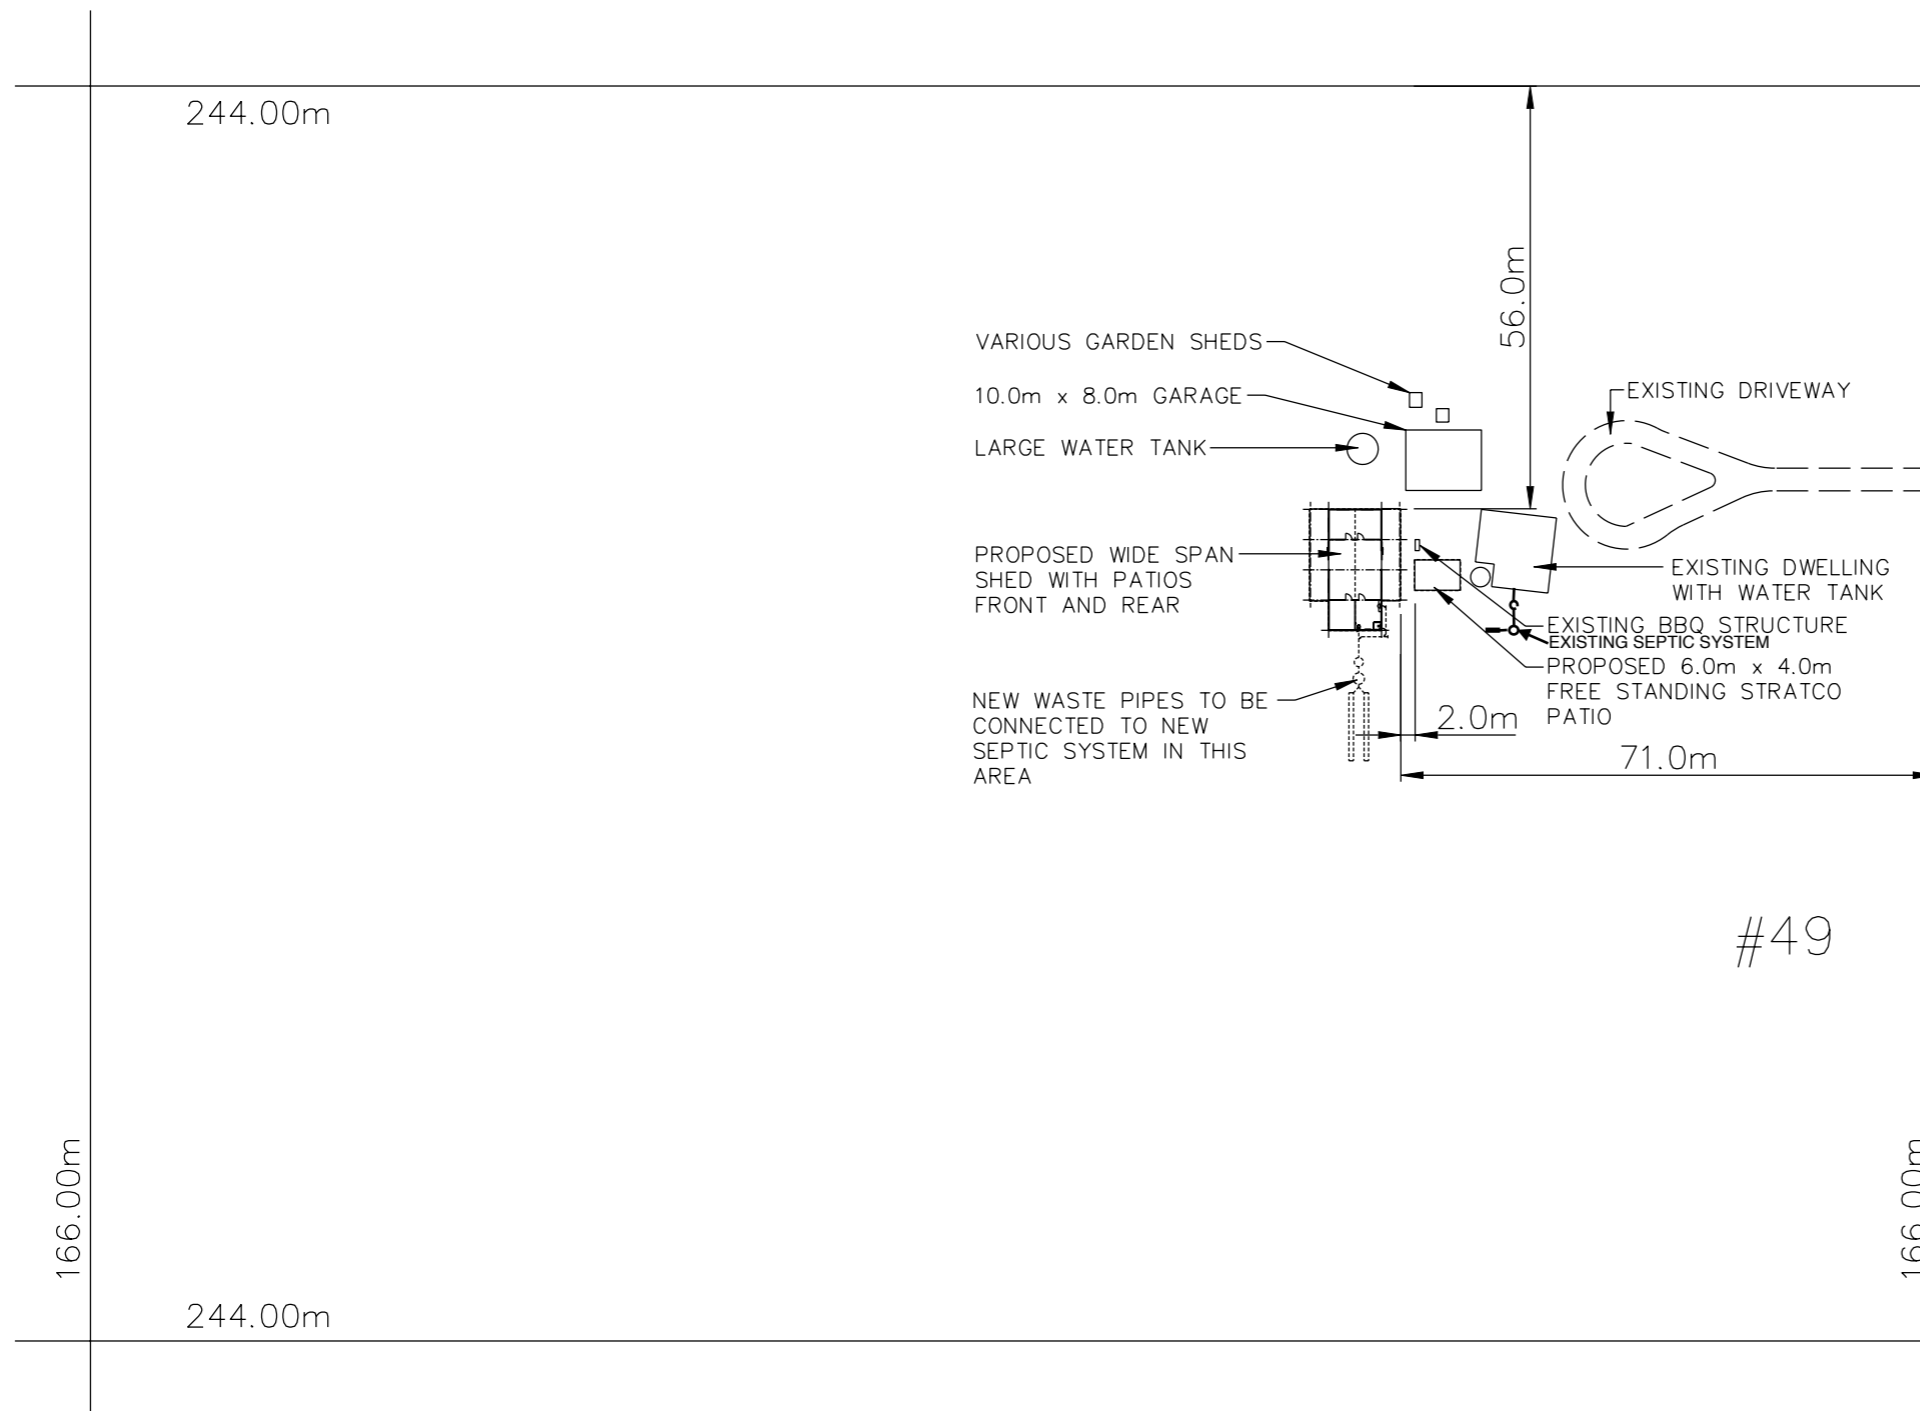 244.00m
56.0m
VARIOUS GARDEN SHEDS
10.0m x 8.0m GARAGE
LARGE WATER TANK
EXISTING DRIVEWAY
PROPOSED WIDE SPAN
SHED WITH PATIOS
FRONT AND REAR
EXISTING DWELLING
WITH WATER TANK
EXISTING BBQ STRUCTURE
EXISTING SEPTIC SYSTEM
PROPOSED 6.0m x 4.0m
FREE STANDING STRATCO
PATIO
NEW WASTE PIPES TO BE
CONNECTED TO NEW
SEPTIC SYSTEM IN THIS
AREA
2.0m
71.0m
#49
166.00m
166.00m
244.00m